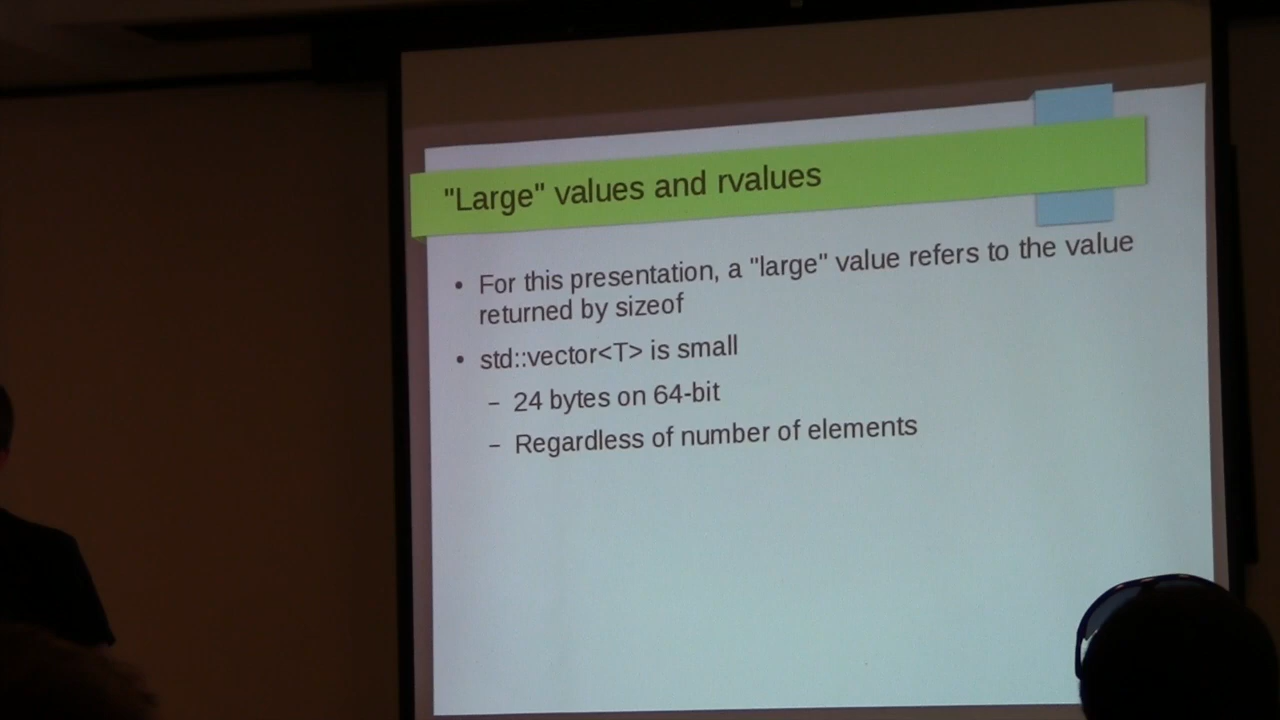 "Large" values and rvalues
• For this presentation, a "large" value refers to the value
returned by sizeof
• std::vector<T> is small
– 24 bytes on 64-bit
– Regardless of number of elements